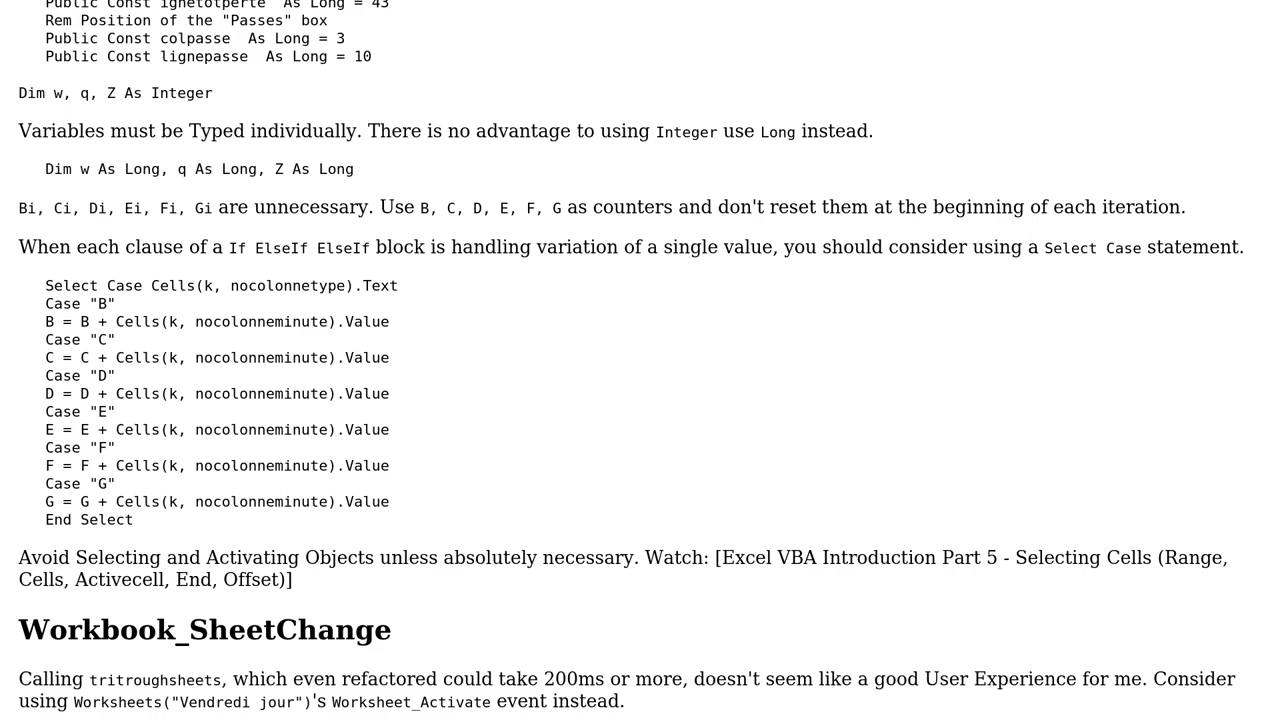 Public Const ignetotperte  As Long = 43
Rem Position of the "Passes" box
Public Const colpasse  As Long = 3
Public Const lignepasse  As Long = 10
Dim w, q, Z As Integer
Variables must be Typed individually. There is no advantage to using Integer use Long instead.
Dim w As Long, q As Long, Z As Long
Bi, Ci, Di, Ei, Fi, Gi are unnecessary. Use B, C, D, E, F, G as counters and don't reset them at the beginning of each iteration.
When each clause of a If ElseIf ElseIf block is handling variation of a single value, you should consider using a Select Case statement.
Select Case Cells(k, nocolonnetype).Text
Case "B"
B = B + Cells(k, nocolonneminute).Value
Case "C"
C = C + Cells(k, nocolonneminute).Value
Case "D"
D = D + Cells(k, nocolonneminute).Value
Case "E"
E = E + Cells(k, nocolonneminute).Value
Case "F"
F = F + Cells(k, nocolonneminute).Value
Case "G"
G = G + Cells(k, nocolonneminute).Value
End Select
Avoid Selecting and Activating Objects unless absolutely necessary. Watch: [Excel VBA Introduction Part 5 - Selecting Cells (Range,
Cells, Activecell, End, Offset)]
Workbook_SheetChange
Calling tritroughsheets, which even refactored could take 200ms or more, doesn't seem like a good User Experience for me. Consider
using Worksheets("Vendredi jour")'s Worksheet_Activate event instead.